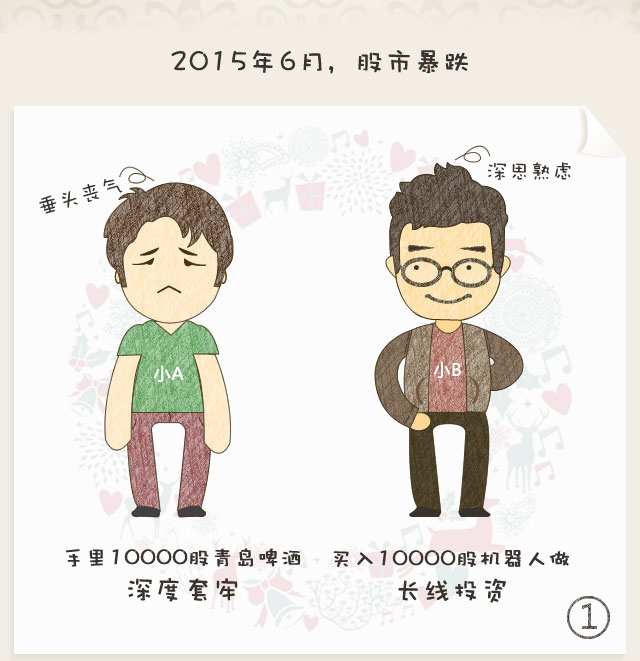 2015年6月，股市暴跌
垂头丧气
深思熟虑
小A
小B
手里10000股青岛啤酒
深度套牢
买入10000股机器人做
长线投资
1